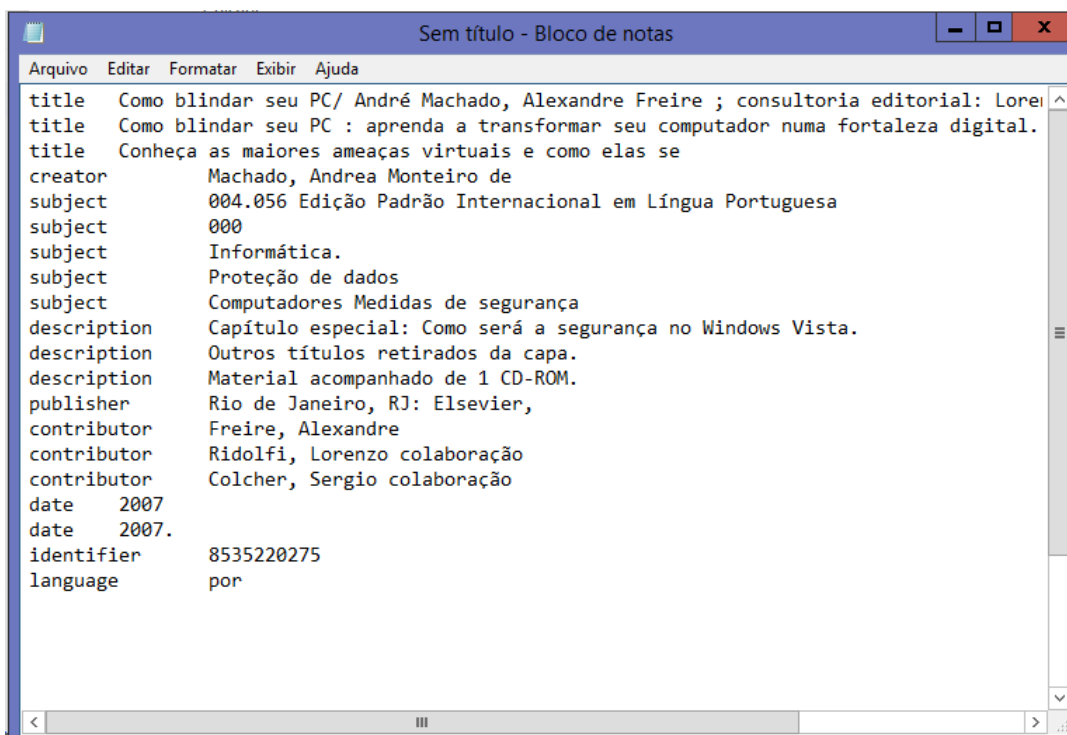 Sem título - Bloco de notas
Arquivo Editar Formatar Exibir Ajuda
title Como blindar seu PC/ André Machado, Alexandre Freire ; consultoria editorial:
title Como blindar seu PC : aprenda a transformar seu computador numa fortaleza digital.
title Conheça as maiores ameaças virtuais e como elas se
creator Machado, Andrea Monteiro de
subject 004.056 Edição Padrão Internacional em Língua Portuguesa
subject 000
subject Informática.
subject Proteção de dados
subject Computadores Medidas de segurança
description Capítulo especial: Como será a segurança no Windows Vista.
description Outros títulos retirados da capa.
description Material acompanhado de 1 CD-ROM.
publisher Rio de Janeiro, RJ: Elsevier,
contributor Freire, Alexandre
contributor Ridolfi, Lorenzo colaboração
contributor Colcher, Sergio colaboração
date 2007
date 2007.
identifier 8535220275
language por